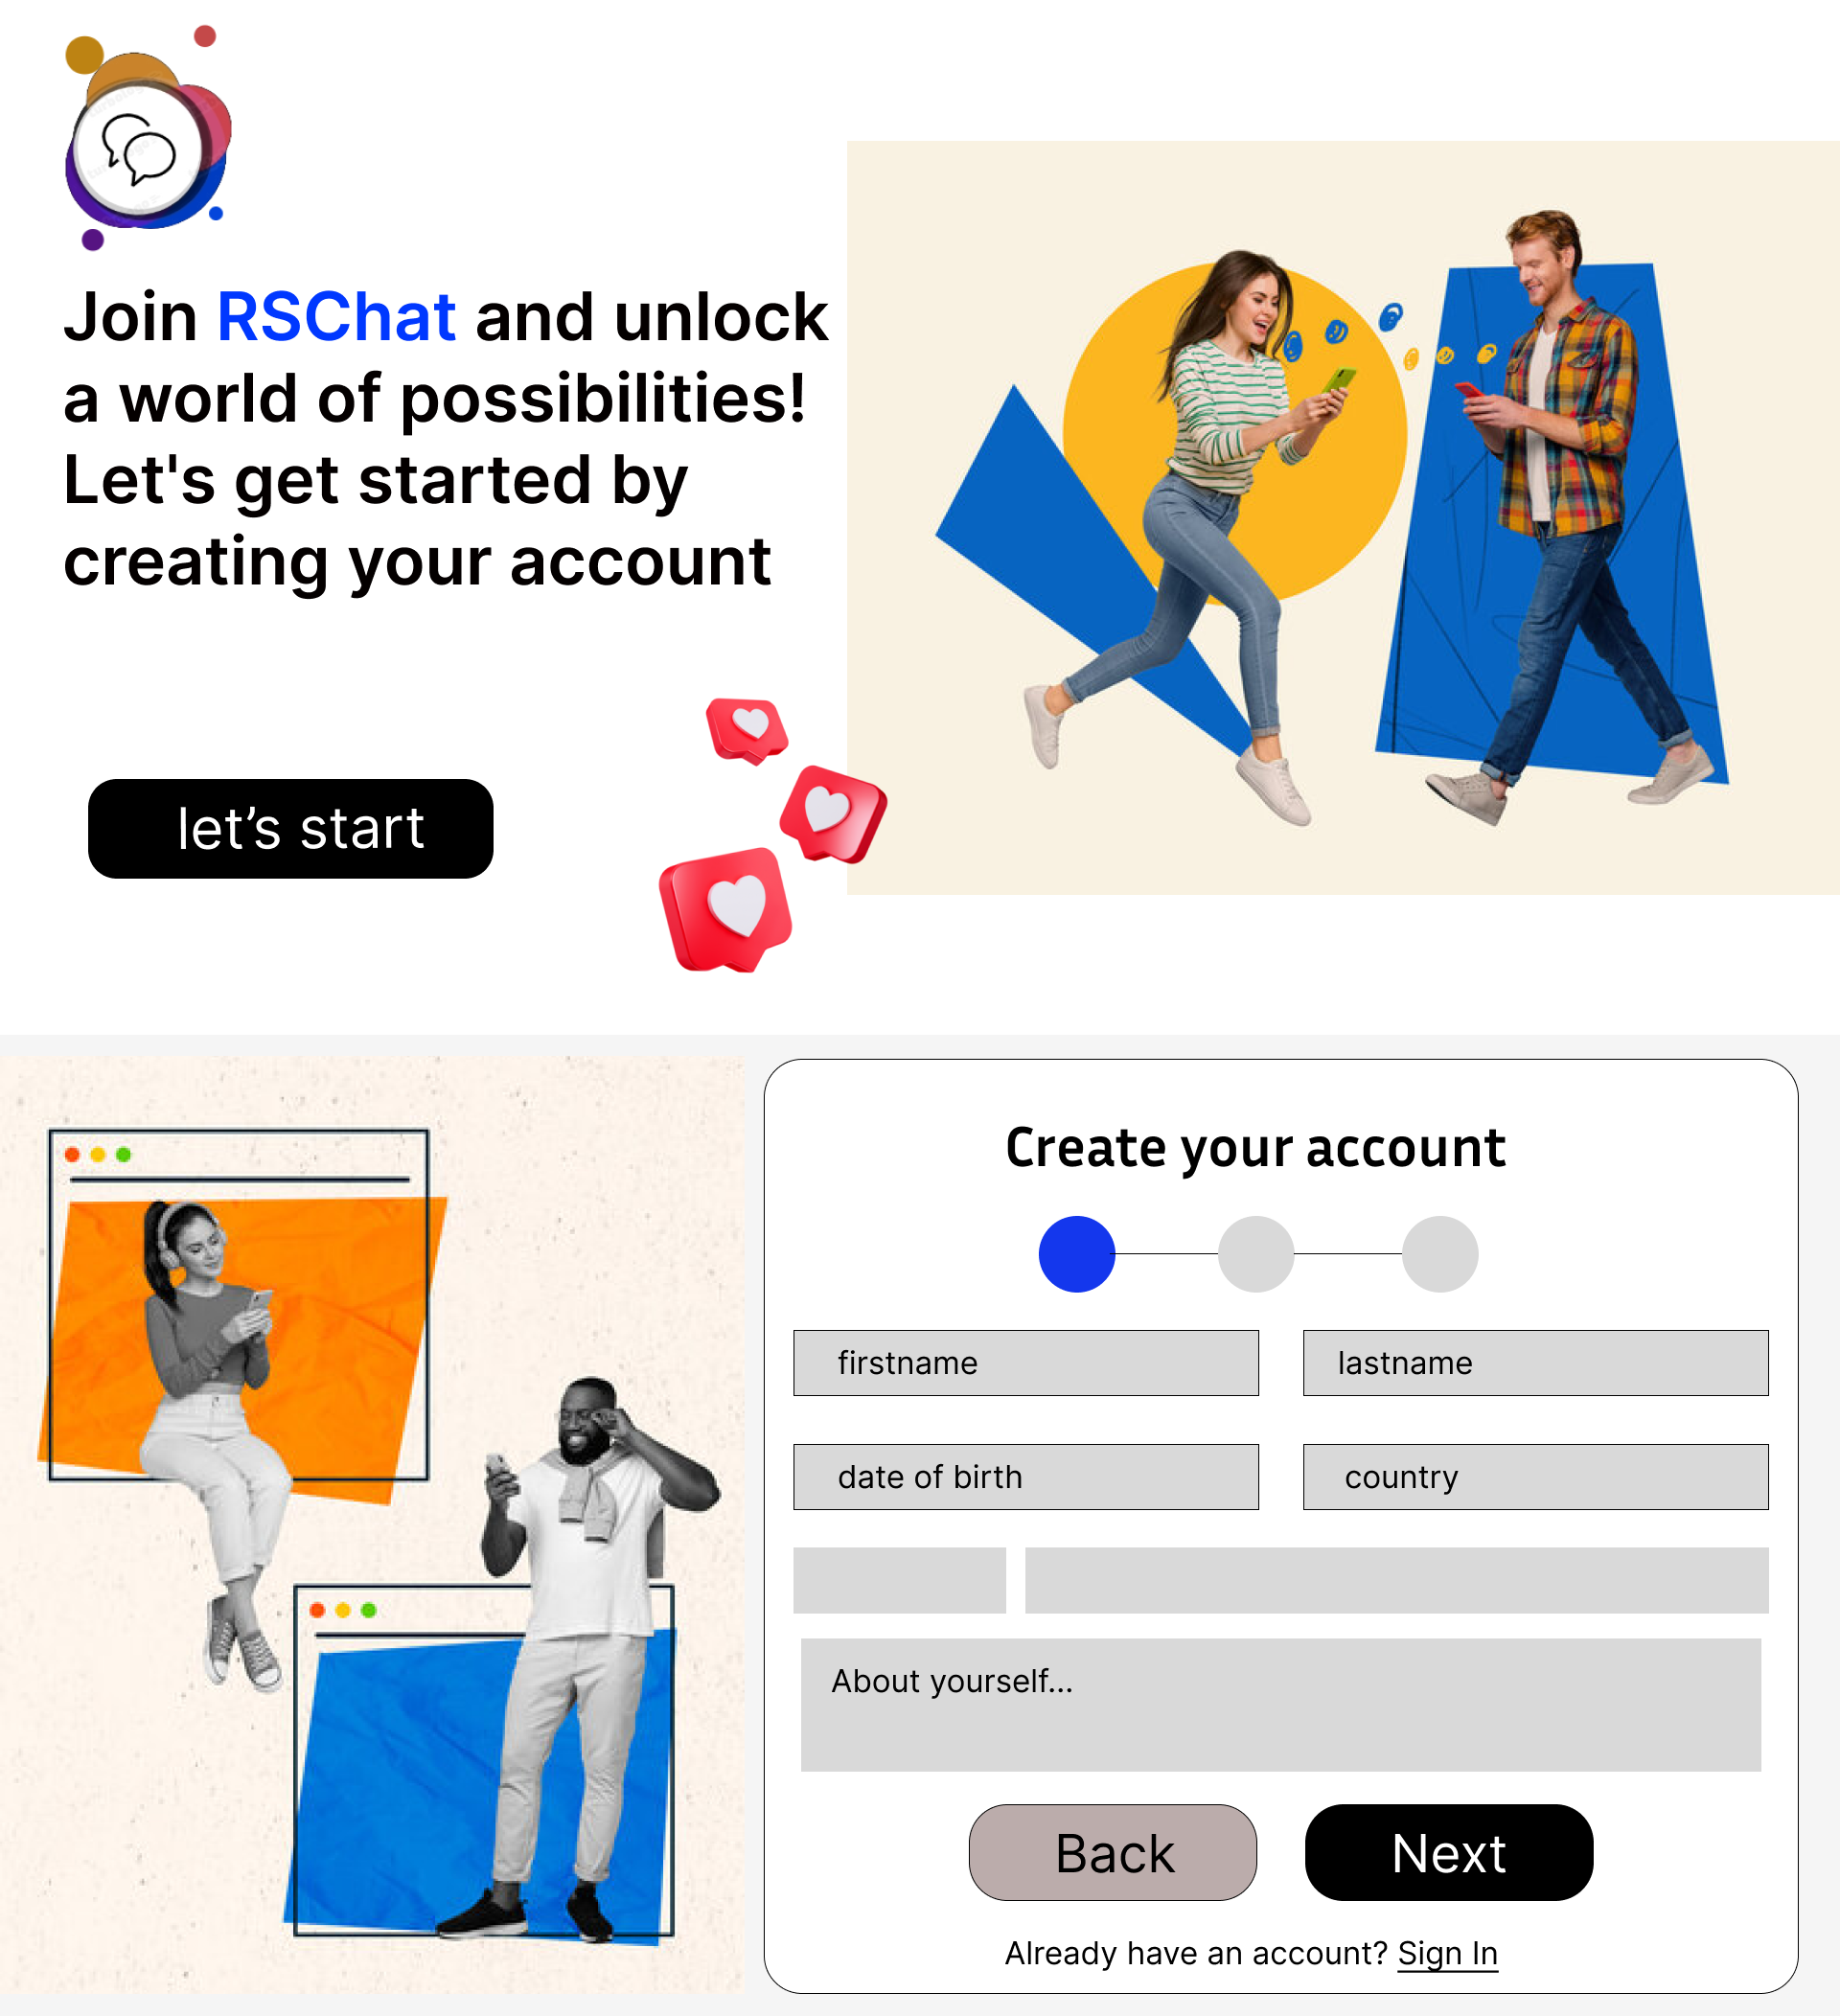 Join RSChat and unlock
a world of possibilities!
Let's get started by
creating your account
let’s start
Create your account
firstname
lastname
date of birth
country
About yourself...
Back
Next
Already have an account? Sign In